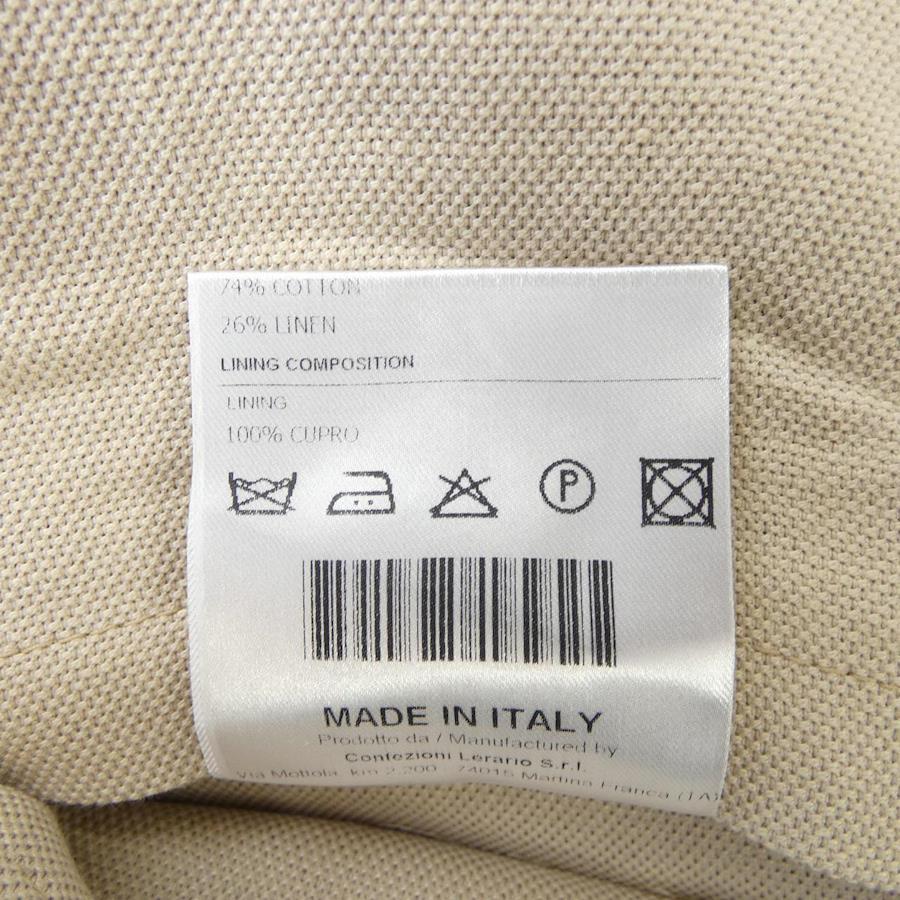 74% COTTON
26% LINEN
LINING COMPOSITION
LINING
100% CUPRO
P
MADE IN ITALY
Prodotto da / Manufactured by
Confezioni Lerario S.r.l.
Via Mottola, km 2,200 - 74015 Martina Franca (TA)